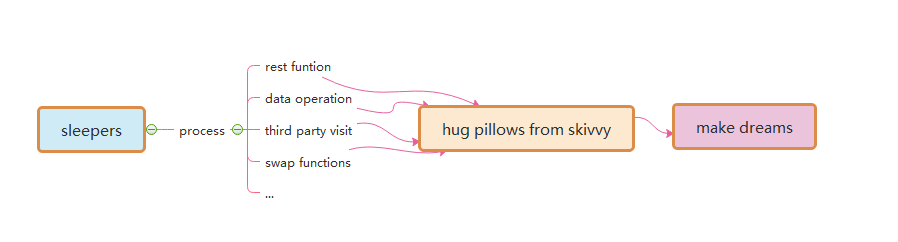 sleepers
process
rest funtion
data operation
third party visit
swap functions
...
hug pillows from skivvy
make dreams